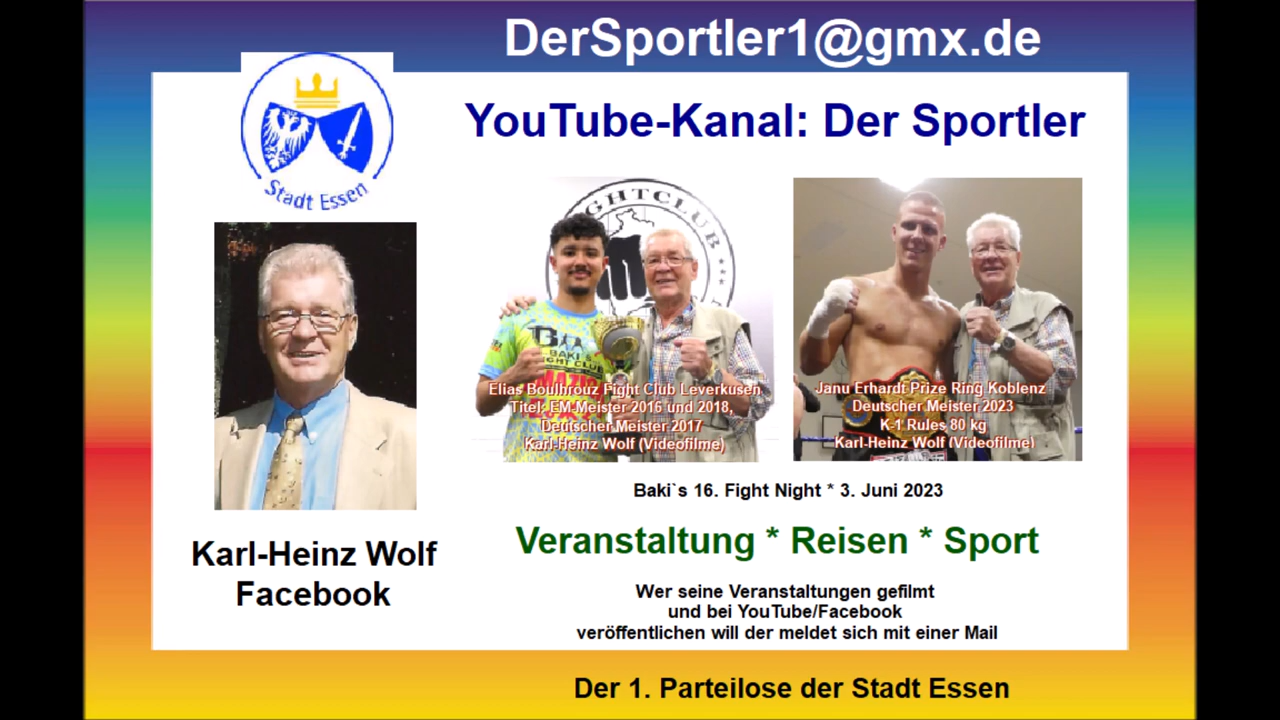 DerSportler1@gmx.de
YouTube-Kanal: Der Sportler
Stadt Essen
GHTCLUB
BAKI'S
Elias Boulhrouz Fight Club Leverkusen
Titel: EM-Meister 2016 und 2018,
Deutscher Meister 2017
Karl-Heinz Wolf (Videofilme)
Janu Erhardt Prize Ring Koblenz
Deutscher Meister 2023
K-1 Rules 80 kg
Karl-Heinz Wolf (Videofilme)
Baki`s 16. Fight Night * 3. Juni 2023
Karl-Heinz Wolf
Facebook
Veranstaltung * Reisen * Sport
Wer seine Veranstaltungen gefilmt
und bei YouTube/Facebook
veröffentlichen will der meldet sich mit einer Mail
Der 1. Parteilose der Stadt Essen